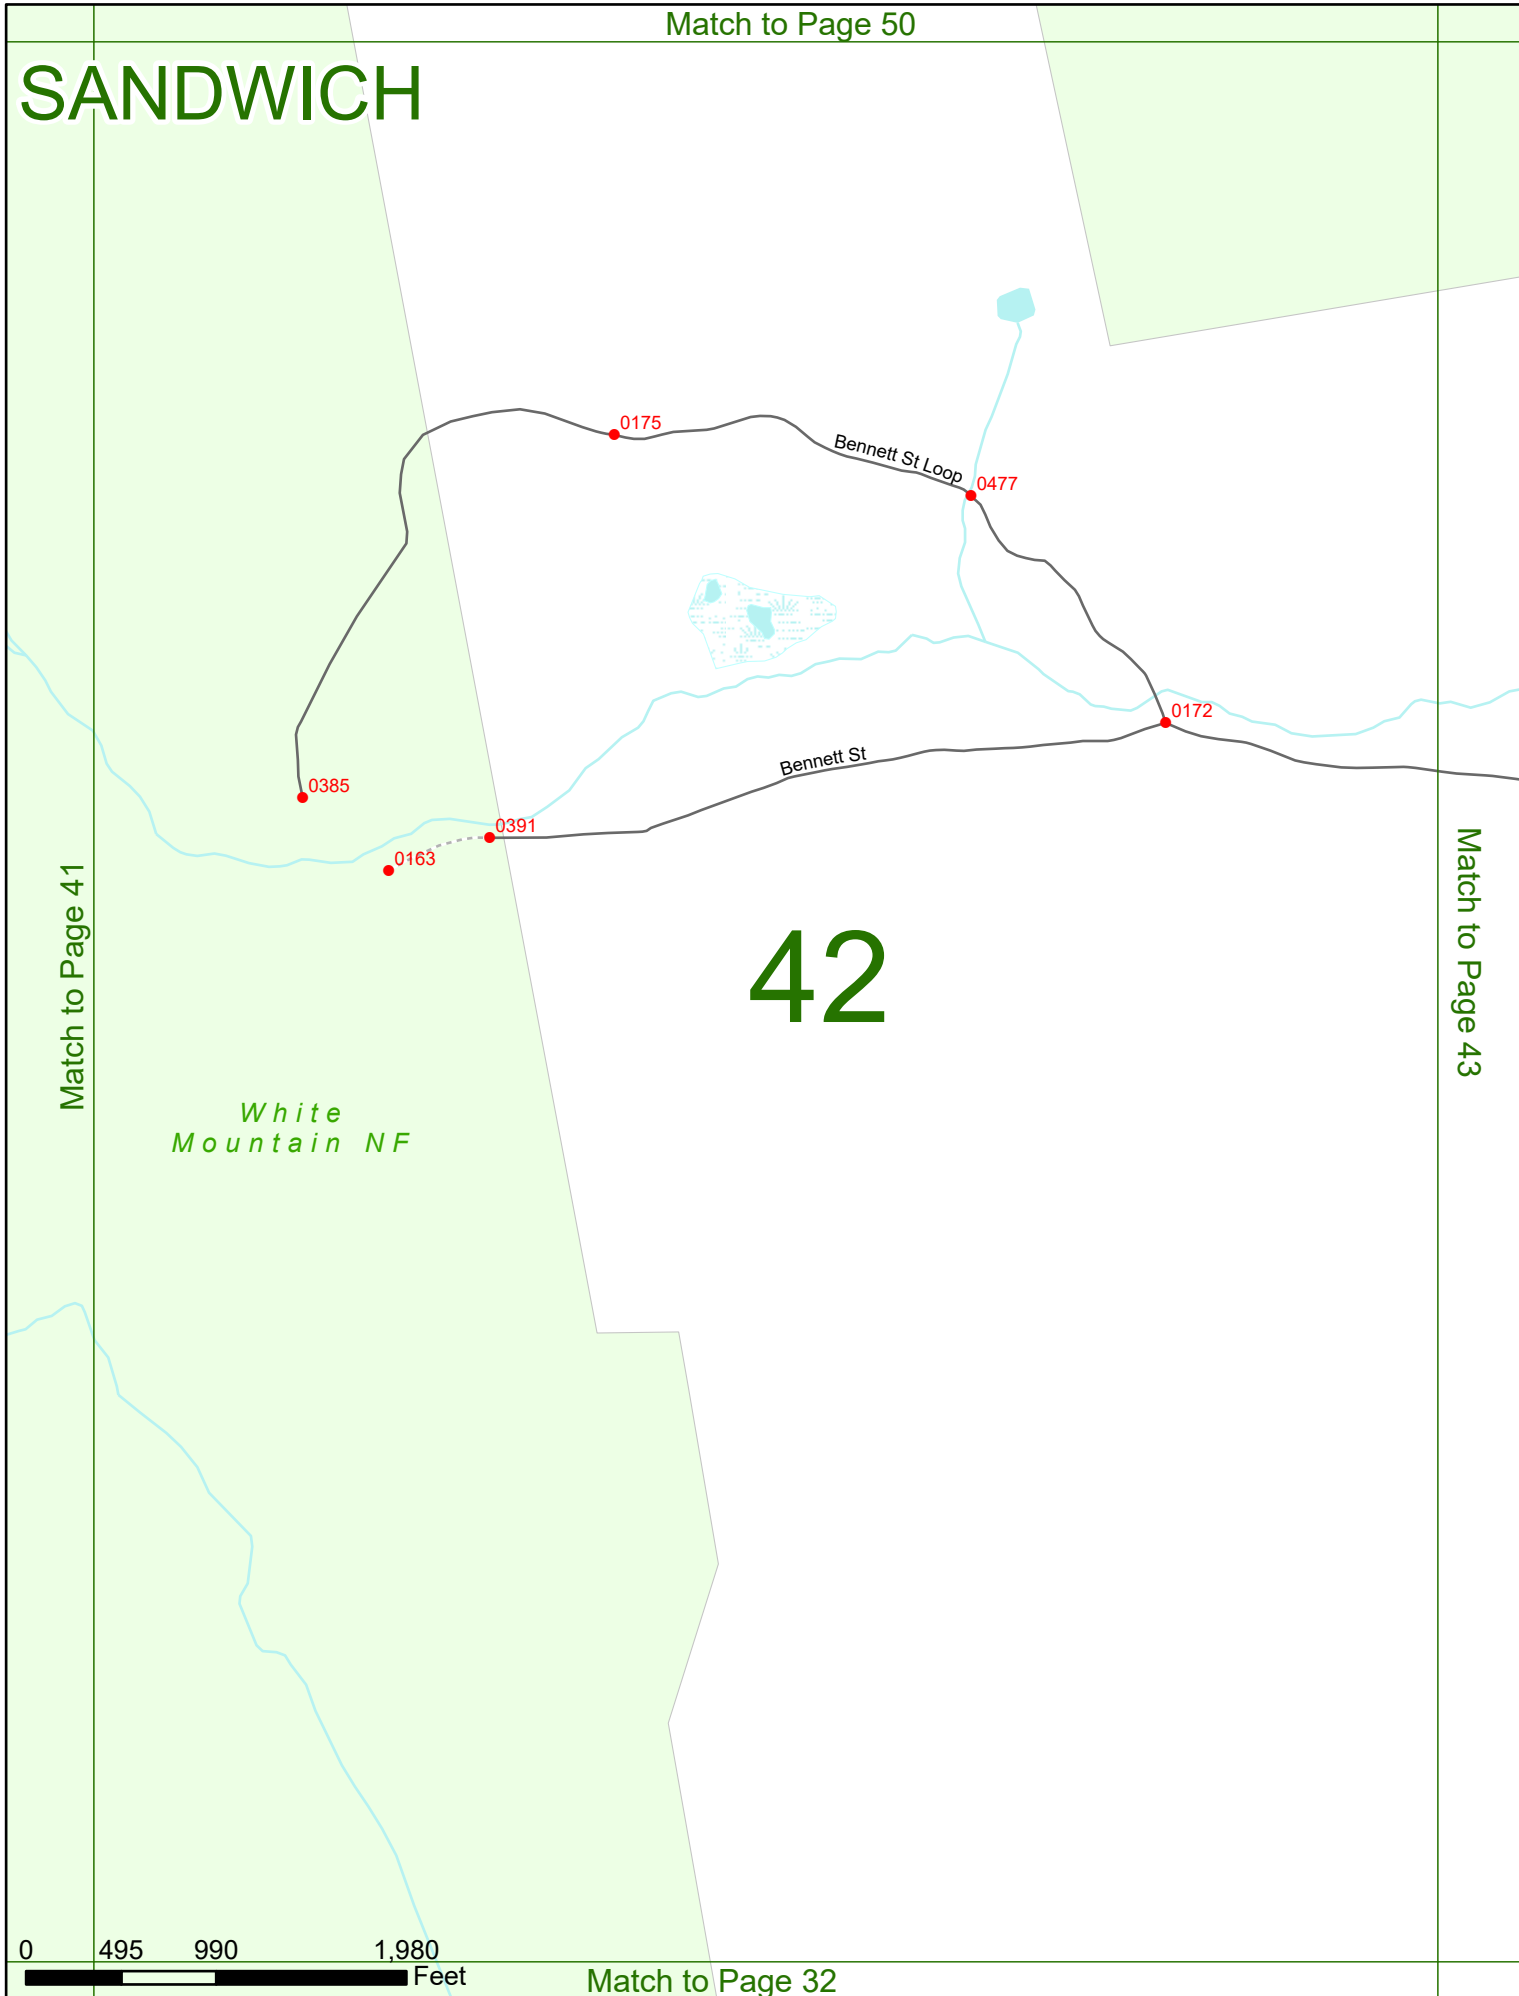 Match to Page 50
SANDWICH
0175
Bennett St Loop
0477
0172
Bennett St
0385
0391
0163
Match to Page 41
Match to Page 43
42
White
Mountain NF
0 495 990 1,980
Feet
Match to Page 32